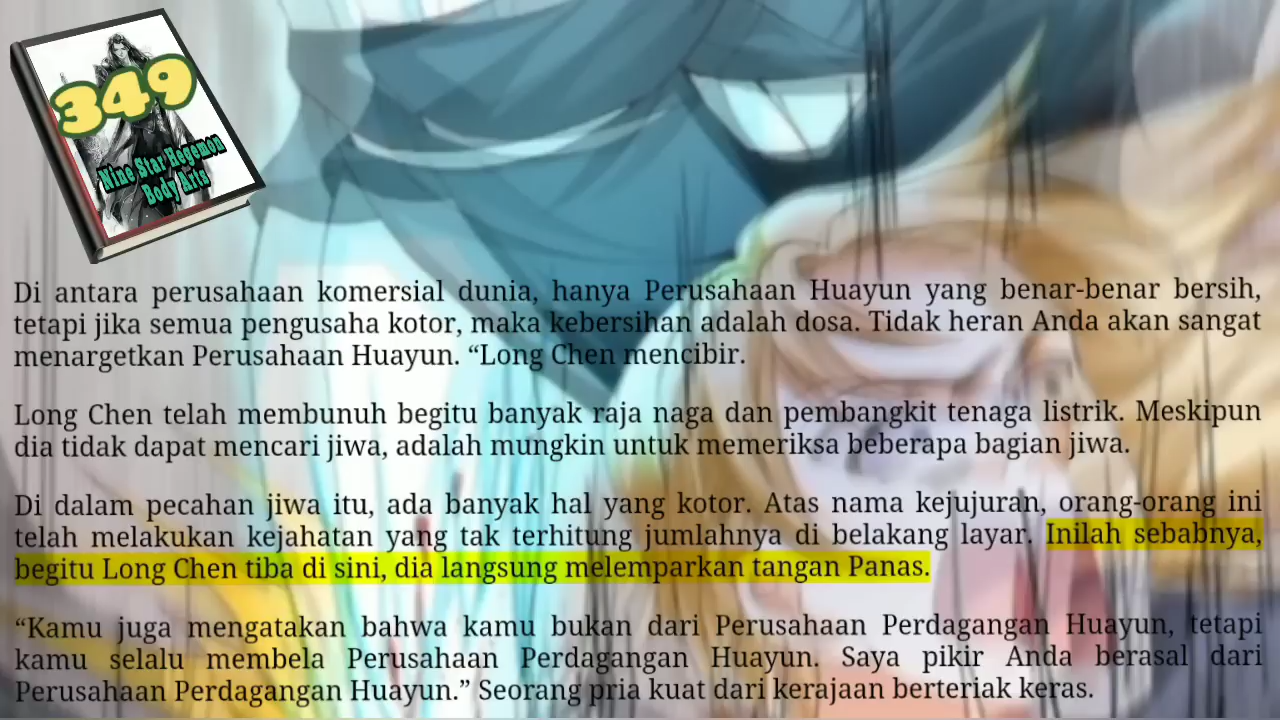 349
Nine Star Hegemon
Body Arts
Di antara perusahaan komersial dunia, hanya Perusahaan Huayun yang benar-benar bersih,
tetapi jika semua pengusaha kotor, maka kebersihan adalah dosa. Tidak heran Anda akan sangat
menargetkan Perusahaan Huayun. “Long Chen mencibir.
Long Chen telah membunuh begitu banyak raja naga dan pembangkit tenaga listrik. Meskipun
dia tidak dapat mencari jiwa, adalah mungkin untuk memeriksa beberapa bagian jiwa.
Di dalam pecahan jiwa itu, ada banyak hal yang kotor. Atas nama kejujuran, orang-orang ini
telah melakukan kejahatan yang tak terhitung jumlahnya di belakang layar. Inilah sebabnya,
begitu Long Chen tiba di sini, dia langsung melemparkan tangan Panas.
“Kamu juga mengatakan bahwa kamu bukan dari Perusahaan Perdagangan Huayun, tetapi
kamu selalu membela Perusahaan Perdagangan Huayun. Saya pikir Anda berasal dari
Perusahaan Perdagangan Huayun.” Seorang pria kuat dari kerajaan berteriak keras.